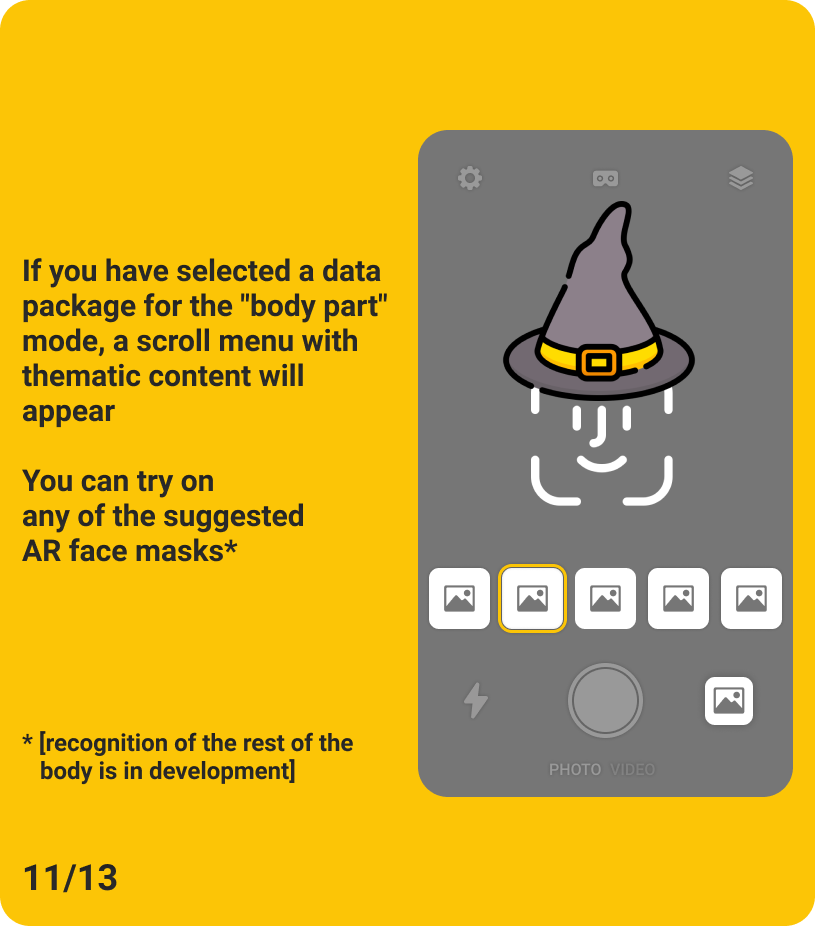 If you have selected a data
package for the "body part"
mode, a scroll menu with
thematic content will
appear
You can try on
any of the suggested
AR face masks*
* [recognition of the rest of the
body is in development]
11/13
PHOTO VIDEO